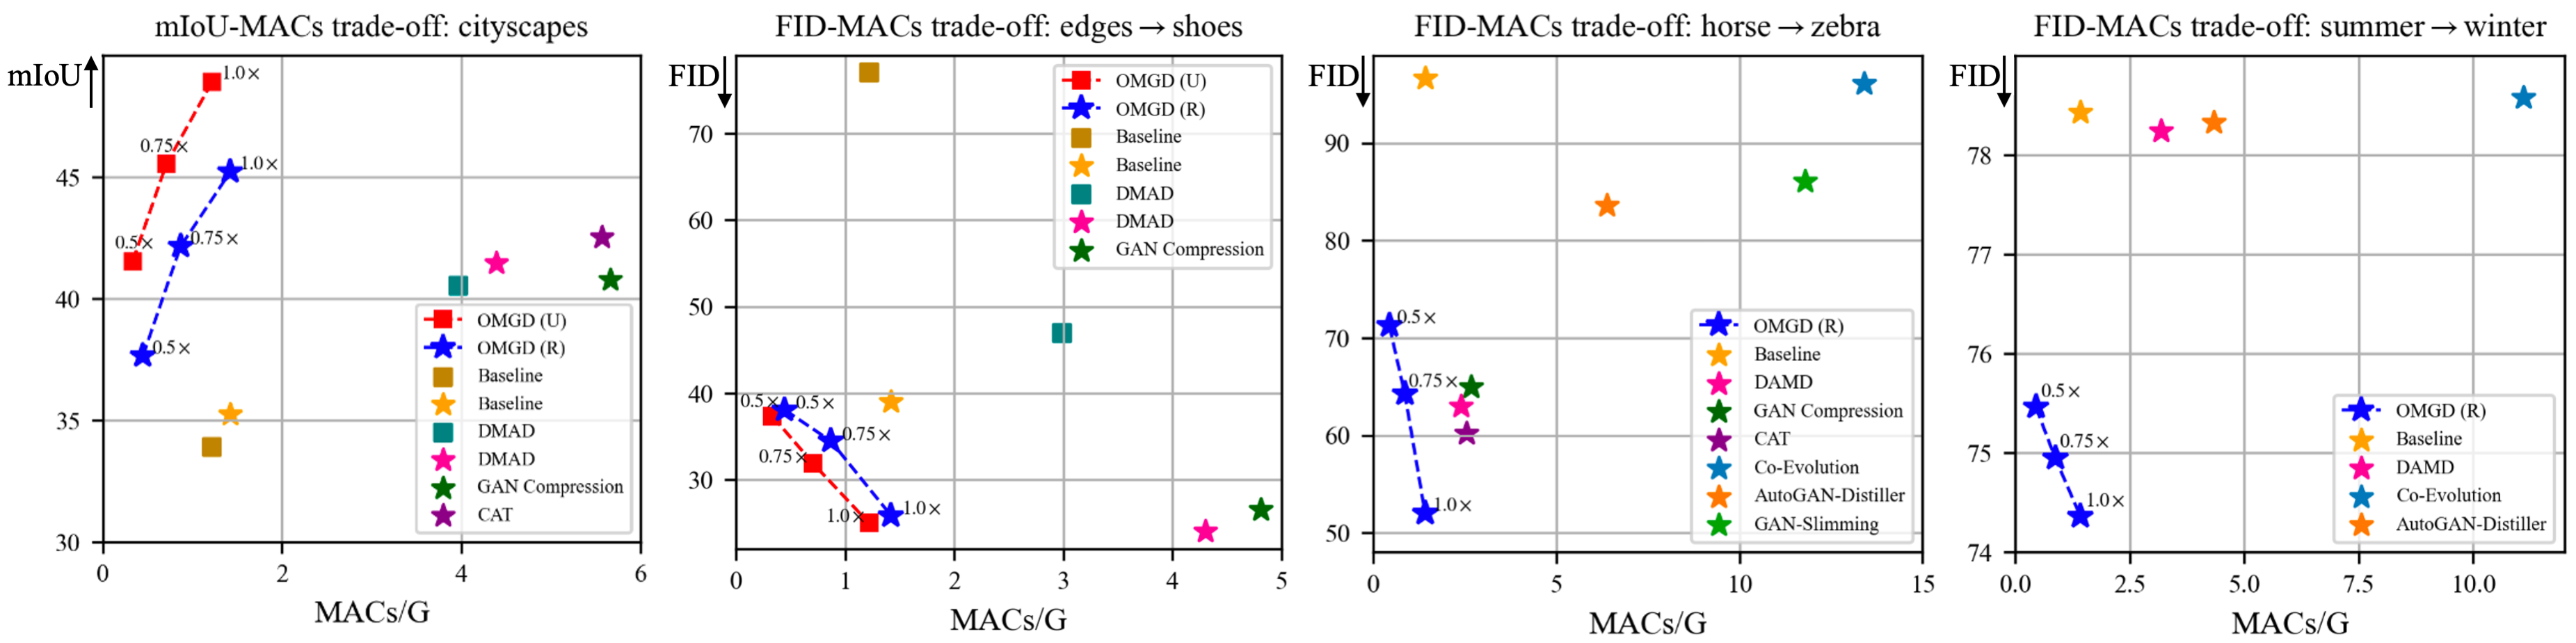 mIoU-MACs trade-off: cityscapes
mIoU
45
40
35
30
0 2 4 6
MACs/G
1.0×
0.75×
0.5×
1.0×
0.75×
0.5×
OMGD (U)
OMGD (R)
Baseline
Baseline
DMAD
DMAD
GAN Compression
CAT
FID-MACs trade-off: edges→shoes
FID
70
60
50
40
30
0 1 2 3 4 5
MACs/G
0.5×
0.5×
0.75×
0.75×
1.0×
1.0×
OMGD (U)
OMGD (R)
Baseline
Baseline
DMAD
DMAD
GAN Compression
FID-MACs trade-off: horse→zebra
FID
90
80
70
60
50
0 5 10 15
MACs/G
0.5×
0.75×
1.0×
OMGD (R)
Baseline
DAMD
GAN Compression
CAT
Co-Evolution
AutoGAN-Distiller
GAN-Slimming
FID-MACs trade-off: summer→winter
FID
78
77
76
75
74
0.0 2.5 5.0 7.5 10.0
MACs/G
0.5×
0.75×
1.0×
OMGD (R)
Baseline
DAMD
Co-Evolution
AutoGAN-Distiller